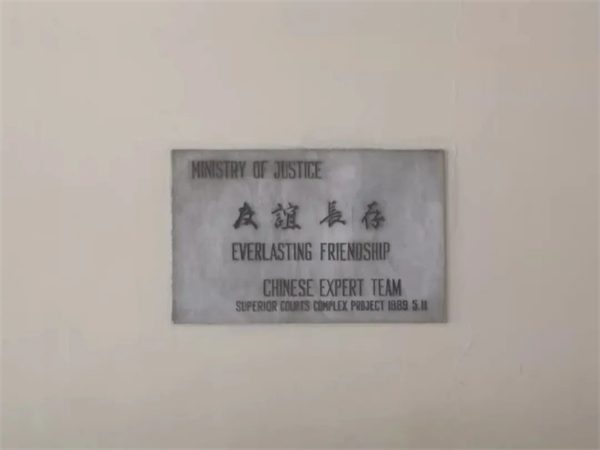 MINISTRY OF JUSTICE
友誼長存
EVERLASTING FRIENDSHIP
CHINESE EXPERT TEAM
SUPERIOR COURTS COMPLEX PROJECT 1989 5.11